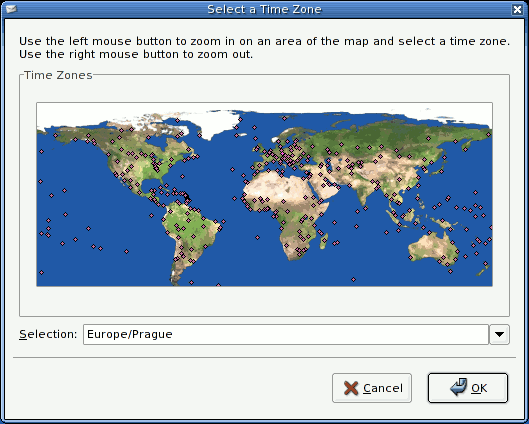 Select a Time Zone
Use the left mouse button to zoom in on an area of the map and select a time zone.
Use the right mouse button to zoom out.
Time Zones
Selection: Europe/Prague
Cancel OK